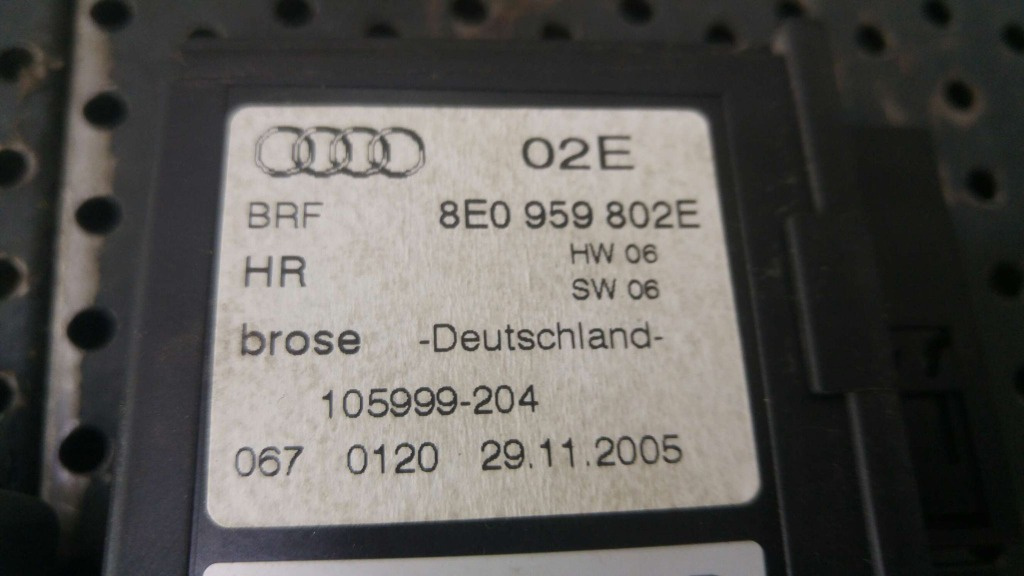 02E
BRF 8E0 959 802E
HR HW 06
SW 06
brose -Deutschland-
105999-204
067 0120 29.11.2005